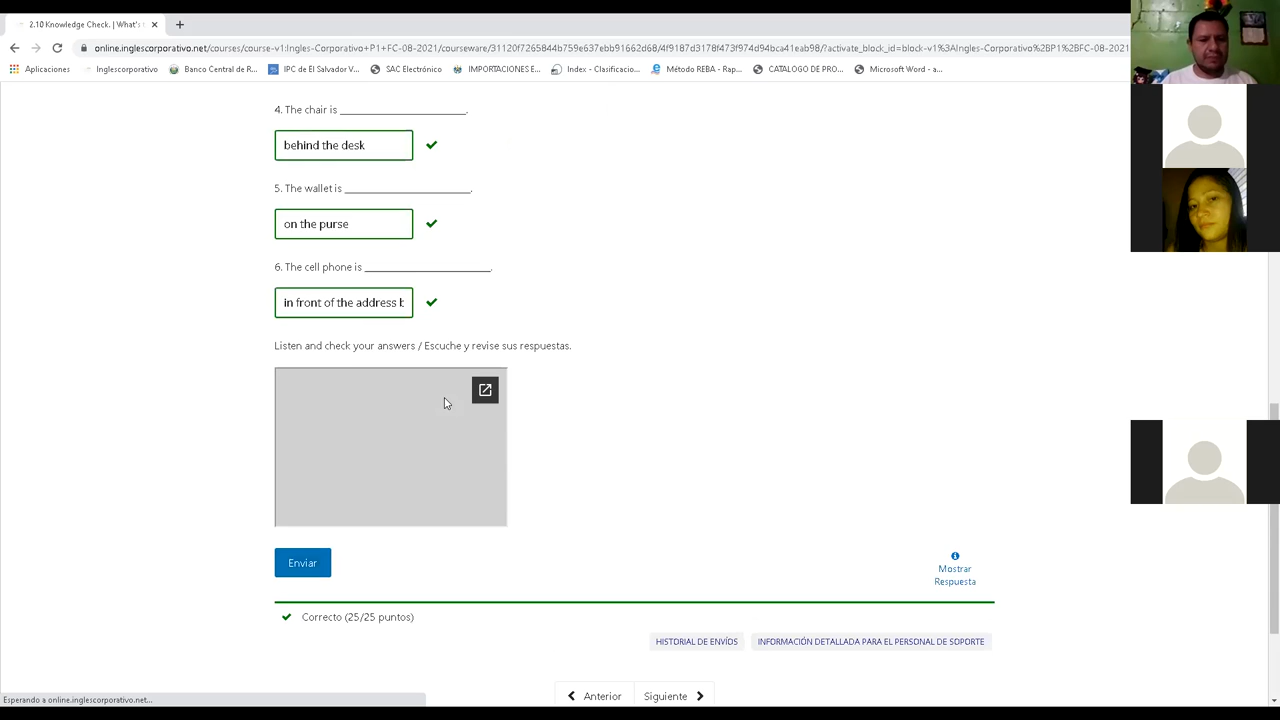 2.10 Knowledge Check. | What's
online.inglescorporativo.net/courses/course-v1:Ingles-Corporativo+P1+FC-08-2021/courseware/31120f7265844b759e637ebb91662d68/4f9187d3178f473f974d94bca41eab98/?activate_block_id=block-v1%3AIngles-Corporativo%2BP1%2BFC-08-2021
Aplicaciones Inglescorporativo Banco Central de R... IPC de El Salvador V... SAC Electrónico IMPORTACIONES E... Index - Clasificacio... Método REBA - Rap... CATALOGO DE PRO... Microsoft Word - a...
4. The chair is ______________________.
behind the desk
5. The wallet is ______________________.
on the purse
6. The cell phone is ______________________.
in front of the address
Listen and check your answers / Escuche y revise sus respuestas.
Enviar
Mostrar
Respuesta
Correcto (25/25 puntos)
HISTORIAL DE ENVÍOS INFORMACIÓN DETALLADA PARA EL PERSONAL DE SOPORTE
Anterior Siguiente
Esperando a online.inglescorporativo.net...